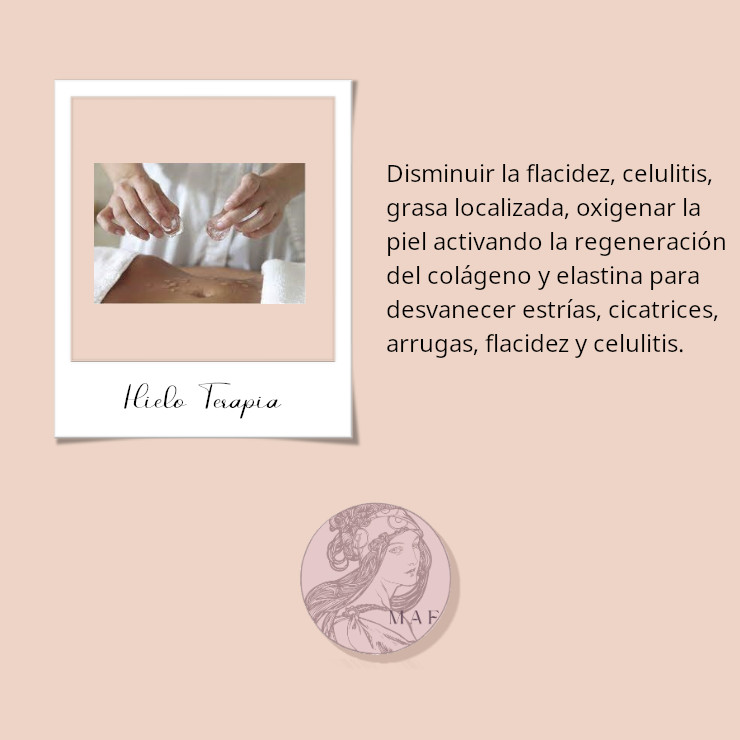 Disminuir la flacidez, celulitis,
grasa localizada, oxigenar la
piel activando la regeneración
del colágeno y elastina para
desvanecer estrías, cicatrices,
arrugas, flacidez y celulitis.
Hielo Terapia
MAE